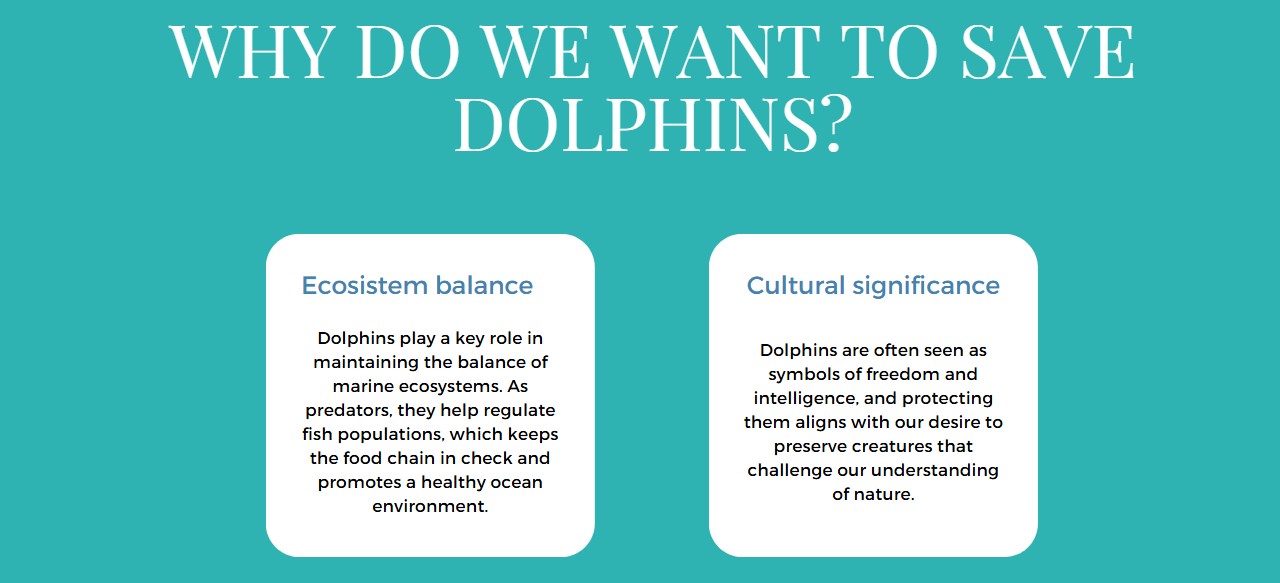 WHY DO WE WANT TO SAVE
DOLPHINS?
Ecosistem balance
Dolphins play a key role in
maintaining the balance of
marine ecosystems. As
predators, they help regulate
fish populations, which keeps
the food chain in check and
promotes a healthy ocean
environment.
Cultural significance
Dolphins are often seen as
symbols of freedom and
intelligence, and protecting
them aligns with our desire to
preserve creatures that
challenge our understanding
of nature.